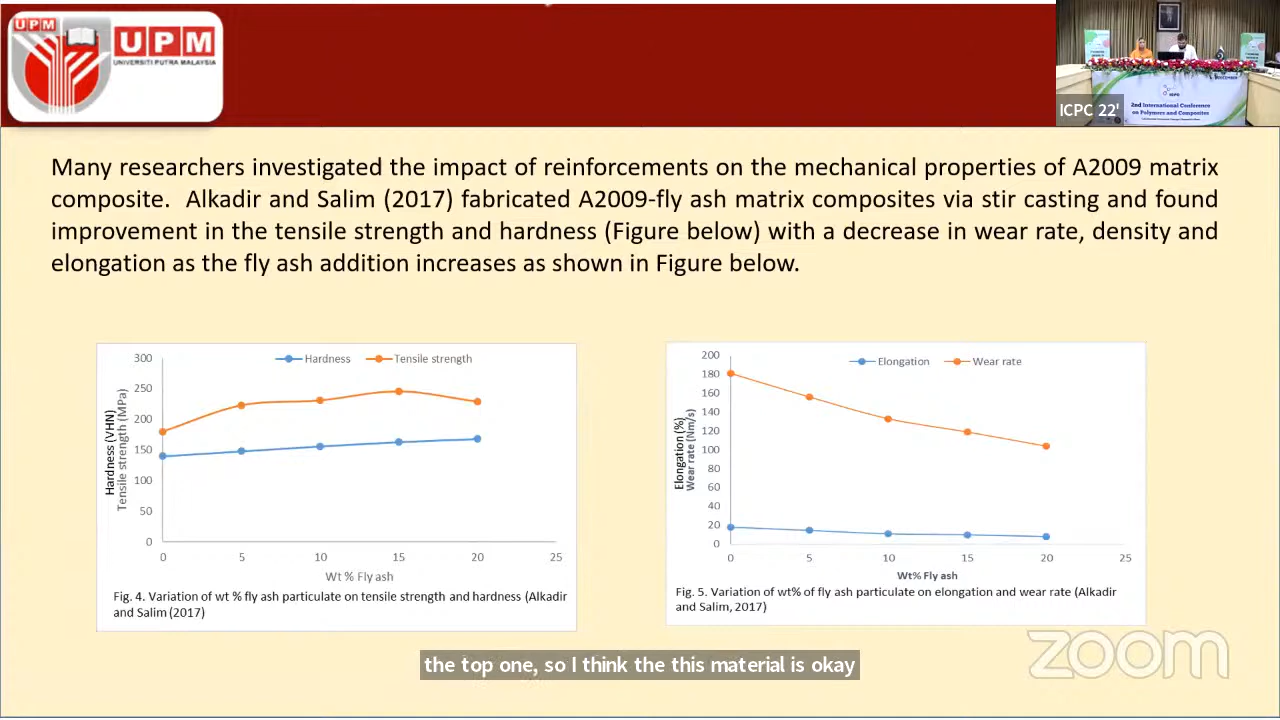 UPM
UPM
UNIVERSITI PUTRA MALAYSIA
ICPC 22'
2nd International Conference
on Polymers and Composites
Many researchers investigated the impact of reinforcements on the mechanical properties of A2009 matrix
composite. Alkadir and Salim (2017) fabricated A2009-fly ash matrix composites via stir casting and found
improvement in the tensile strength and hardness (Figure below) with a decrease in wear rate, density and
elongation as the fly ash addition increases as shown in Figure below.
Hardness Tensile strength
300
250
200
150
100
50
0
Hardness (VHN)
Tensile strength (MPa)
0 5 10 15 20 25
Wt % Fly ash
Fig. 4. Variation of wt % fly ash particulate on tensile strength and hardness (Alkadir
and Salim (2017)
Elongation Wear rate
200
180
160
140
120
100
80
60
40
20
0
Elongation (%)
Wear rate (Nm/s)
0 5 10 15 20 25
Wt% Fly ash
Fig. 5. Variation of wt% of fly ash particulate on elongation and wear rate (Alkadir
and Salim, 2017)
the top one, so I think the this material is okay
zoom